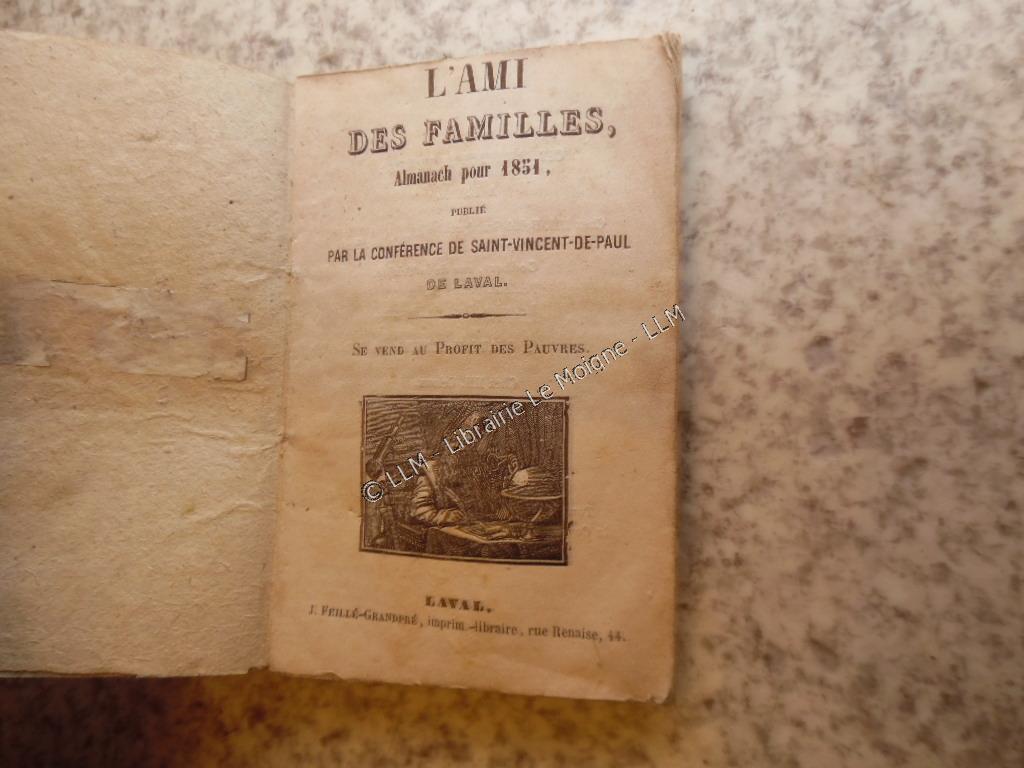 L'AMI
DES FAMILLES,
Almanach pour 1851,
PUBLIÉ
PAR LA CONFÉRENCE DE SAINT-VINCENT-DE-PAUL
DE LAVAL.
SE VEND AU PROFIT DES PAUVRES.
© LLM - Librairie Le Moigne - LLM
LAVAL.
J. FEILLÉ-GRANDPRÉ, imprim.-libraire, rue Renaise, 44.